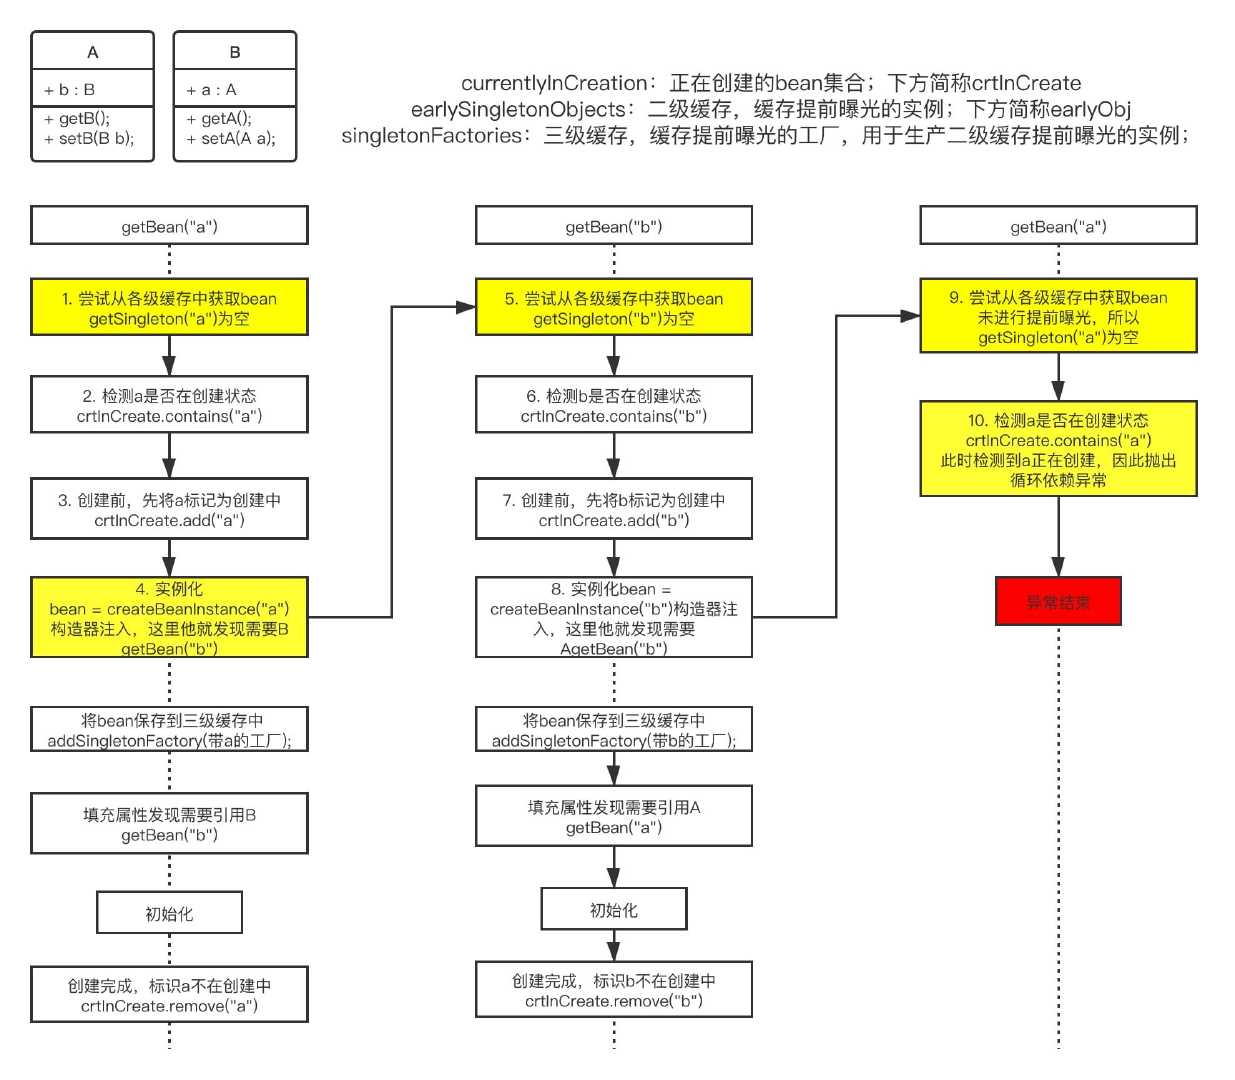 A
+ b : B
+ getB();
+ setB(B b);
B
+ a : A
+ getA();
+ setA(A a);
currentlyInCreation：正在创建的bean集合；下方简称crtInCreate
earlySingletonObjects：二级缓存，缓存提前曝光的实例；下方简称earlyObj
singletonFactories：三级缓存，缓存提前曝光的工厂，用于生产二级缓存提前曝光的实例；
getBean("a")
1. 尝试从各级缓存中获取bean
getSingleton("a")为空
2. 检测a是否在创建状态
crtInCreate.contains("a")
3. 创建前，先将a标记为创建中
crtInCreate.add("a")
4. 实例化
bean = createBeanInstance("a")
构造器注入，这里他就发现需要B
getBean("b")
将bean保存到三级缓存中
addSingletonFactory(带a的工厂);
填充属性发现需要引用B
getBean("b")
初始化
创建完成，标识a不在创建中
crtInCreate.remove("a")
getBean("b")
5. 尝试从各级缓存中获取bean
getSingleton("b")为空
6. 检测b是否在创建状态
crtInCreate.contains("b")
7. 创建前，先将b标记为创建中
crtInCreate.add("b")
8. 实例化bean =
createBeanInstance("b")构造器注
入，这里他就发现需要
AgetBean("b")
将bean保存到三级缓存中
addSingletonFactory(带b的工厂);
填充属性发现需要引用A
getBean("a")
初始化
创建完成，标识b不在创建中
crtInCreate.remove("b")
getBean("a")
9. 尝试从各级缓存中获取bean
未进行提前曝光，所以
getSingleton("a")为空
10. 检测a是否在创建状态
crtInCreate.contains("a")
此时检测到a正在创建，因此抛出
循环依赖异常
异常结束